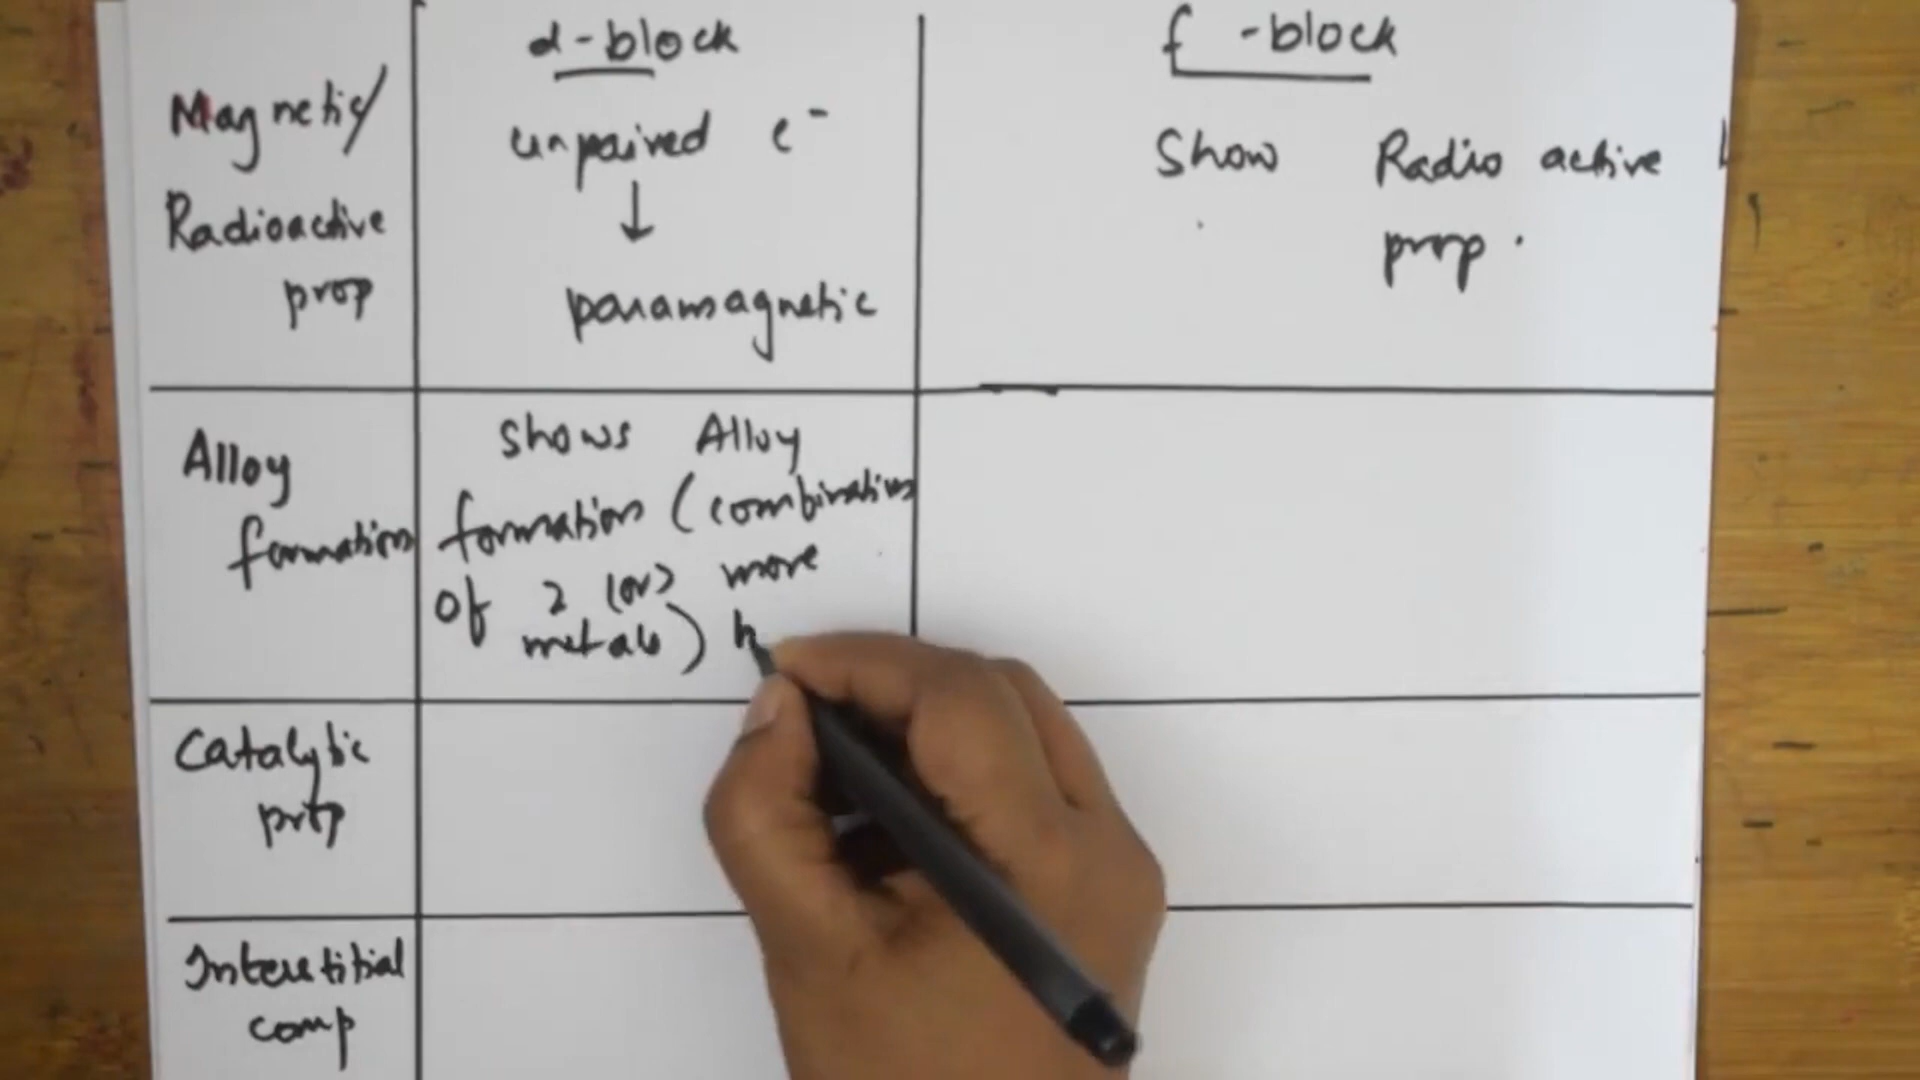 d-block
f-block
Magnetic/
Radioactive
prop
unpaired e⁻
↓
paramagnetic
Show Radio active
prop.
Alloy
formation
shows Alloy
formation (combination
of 2 (or) more
metals)
Catalytic
prop
Interstitial
comp